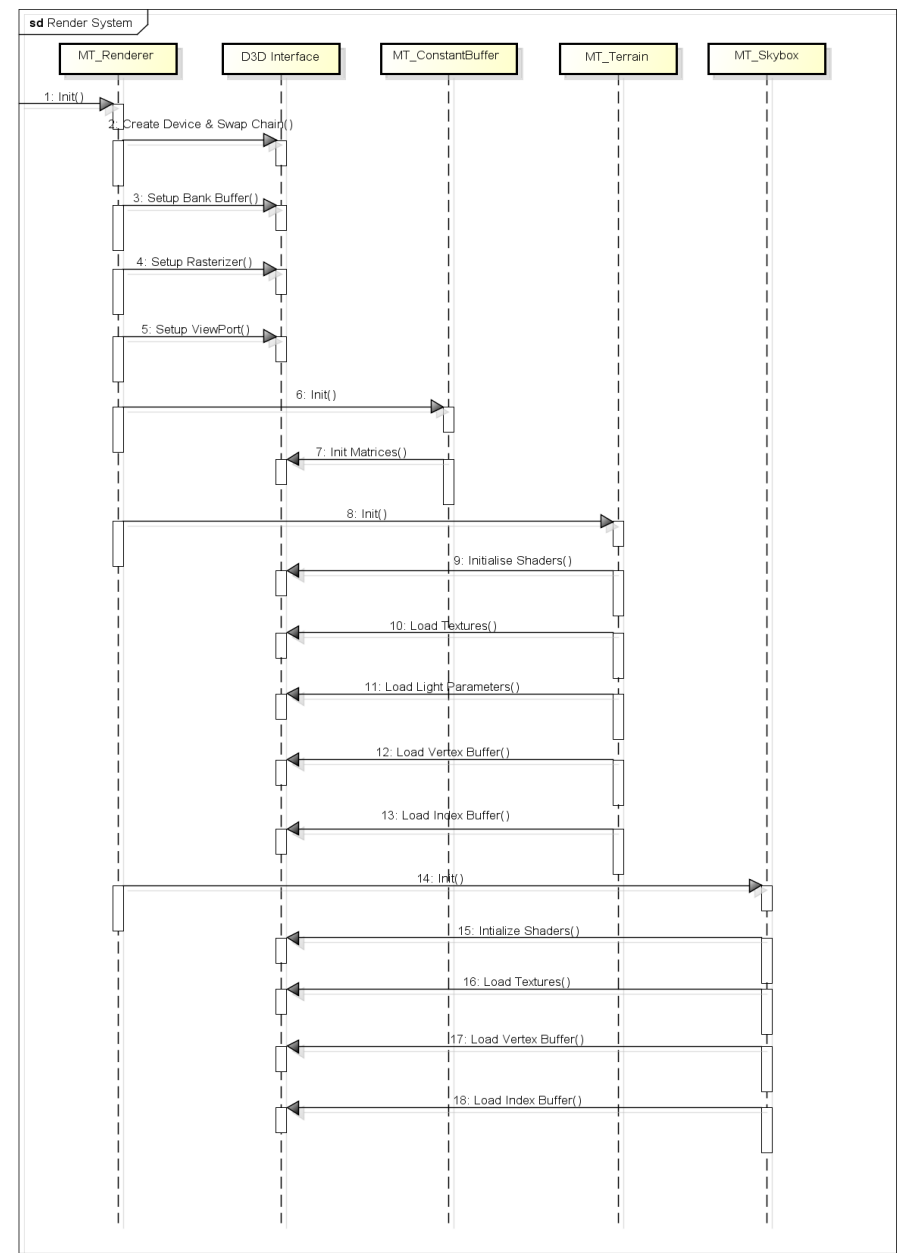 sd Render System
MT_Renderer
D3D Interface
MT_ConstantBuffer
MT_Terrain
MT_Skybox
1: Init()
2: Create Device & Swap Chain()
3: Setup Bank Buffer()
4: Setup Rasterizer()
5: Setup ViewPort()
6: Init()
7: Init Matrices()
8: Init()
9: Initialise Shaders()
10: Load Textures()
11: Load Light Parameters()
12: Load Vertex Buffer()
13: Load Index Buffer()
14: Init()
15: Intialize Shaders()
16: Load Textures()
17: Load Vertex Buffer()
18: Load Index Buffer()